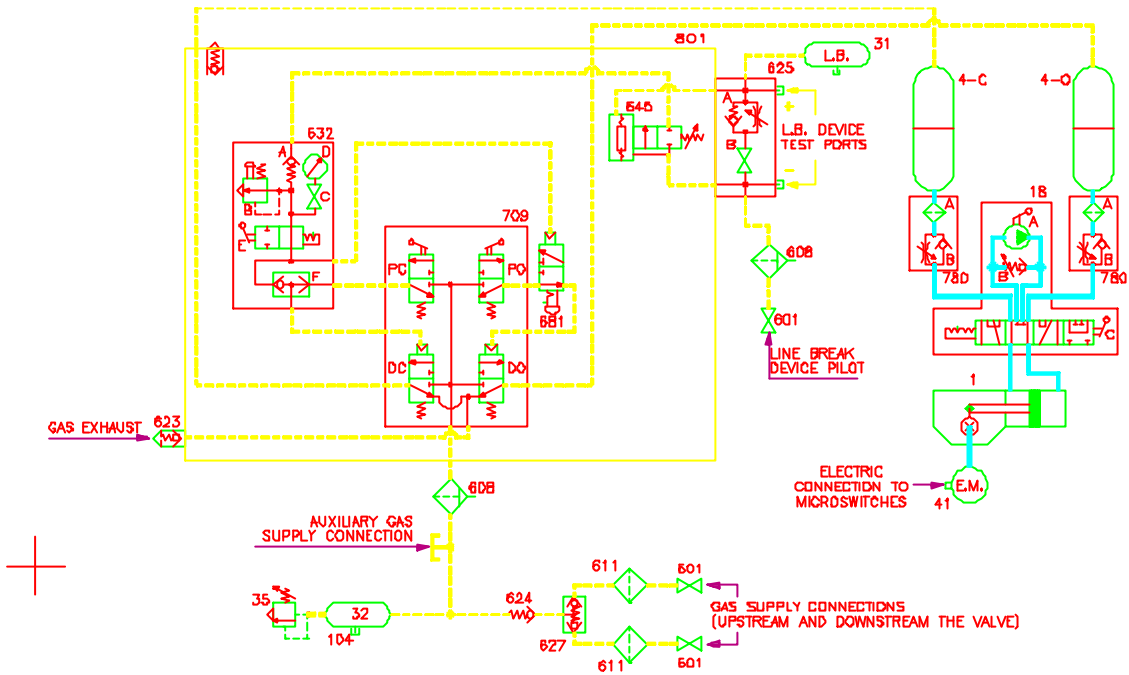 801
31
L.B.
625
4-C
4-O
646
A
+
L.B. DEVICE
TEST PORTS
B
-
632
A
D
C
B
E
F
18
A
A
A
B
B
B
780
780
C
709
PC
PO
681
DC
DO
608
601
LINE BREAK
DEVICE PILOT
1
623
GAS EXHAUST
608
ELECTRIC
CONNECTION TO
MICROSWITCHES
E.M.
41
AUXILIARY GAS
SUPPLY CONNECTION
611
601
35
32
104
624
627
GAS SUPPLY CONNECTIONS
(UPSTREAM AND DOWNSTREAM THE VALVE)
611
601